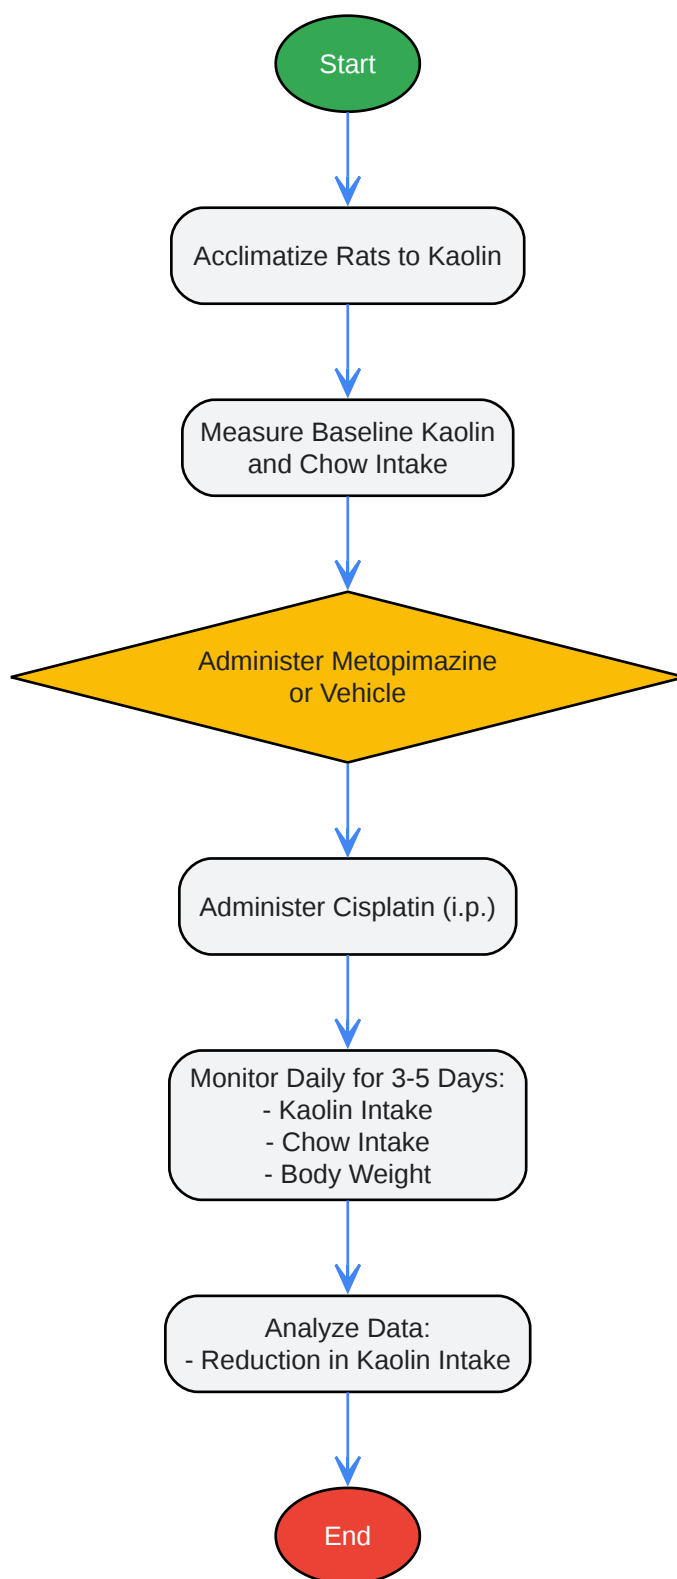 Start
Acclimatize Rats to Kaolin
Measure Baseline Kaolin
and Chow Intake
Administer Metopimazine
or Vehicle
Administer Cisplatin (i.p.)
Monitor Daily for 3-5 Days:
- Kaolin Intake
- Chow Intake
- Body Weight
Analyze Data:
- Reduction in Kaolin Intake
End